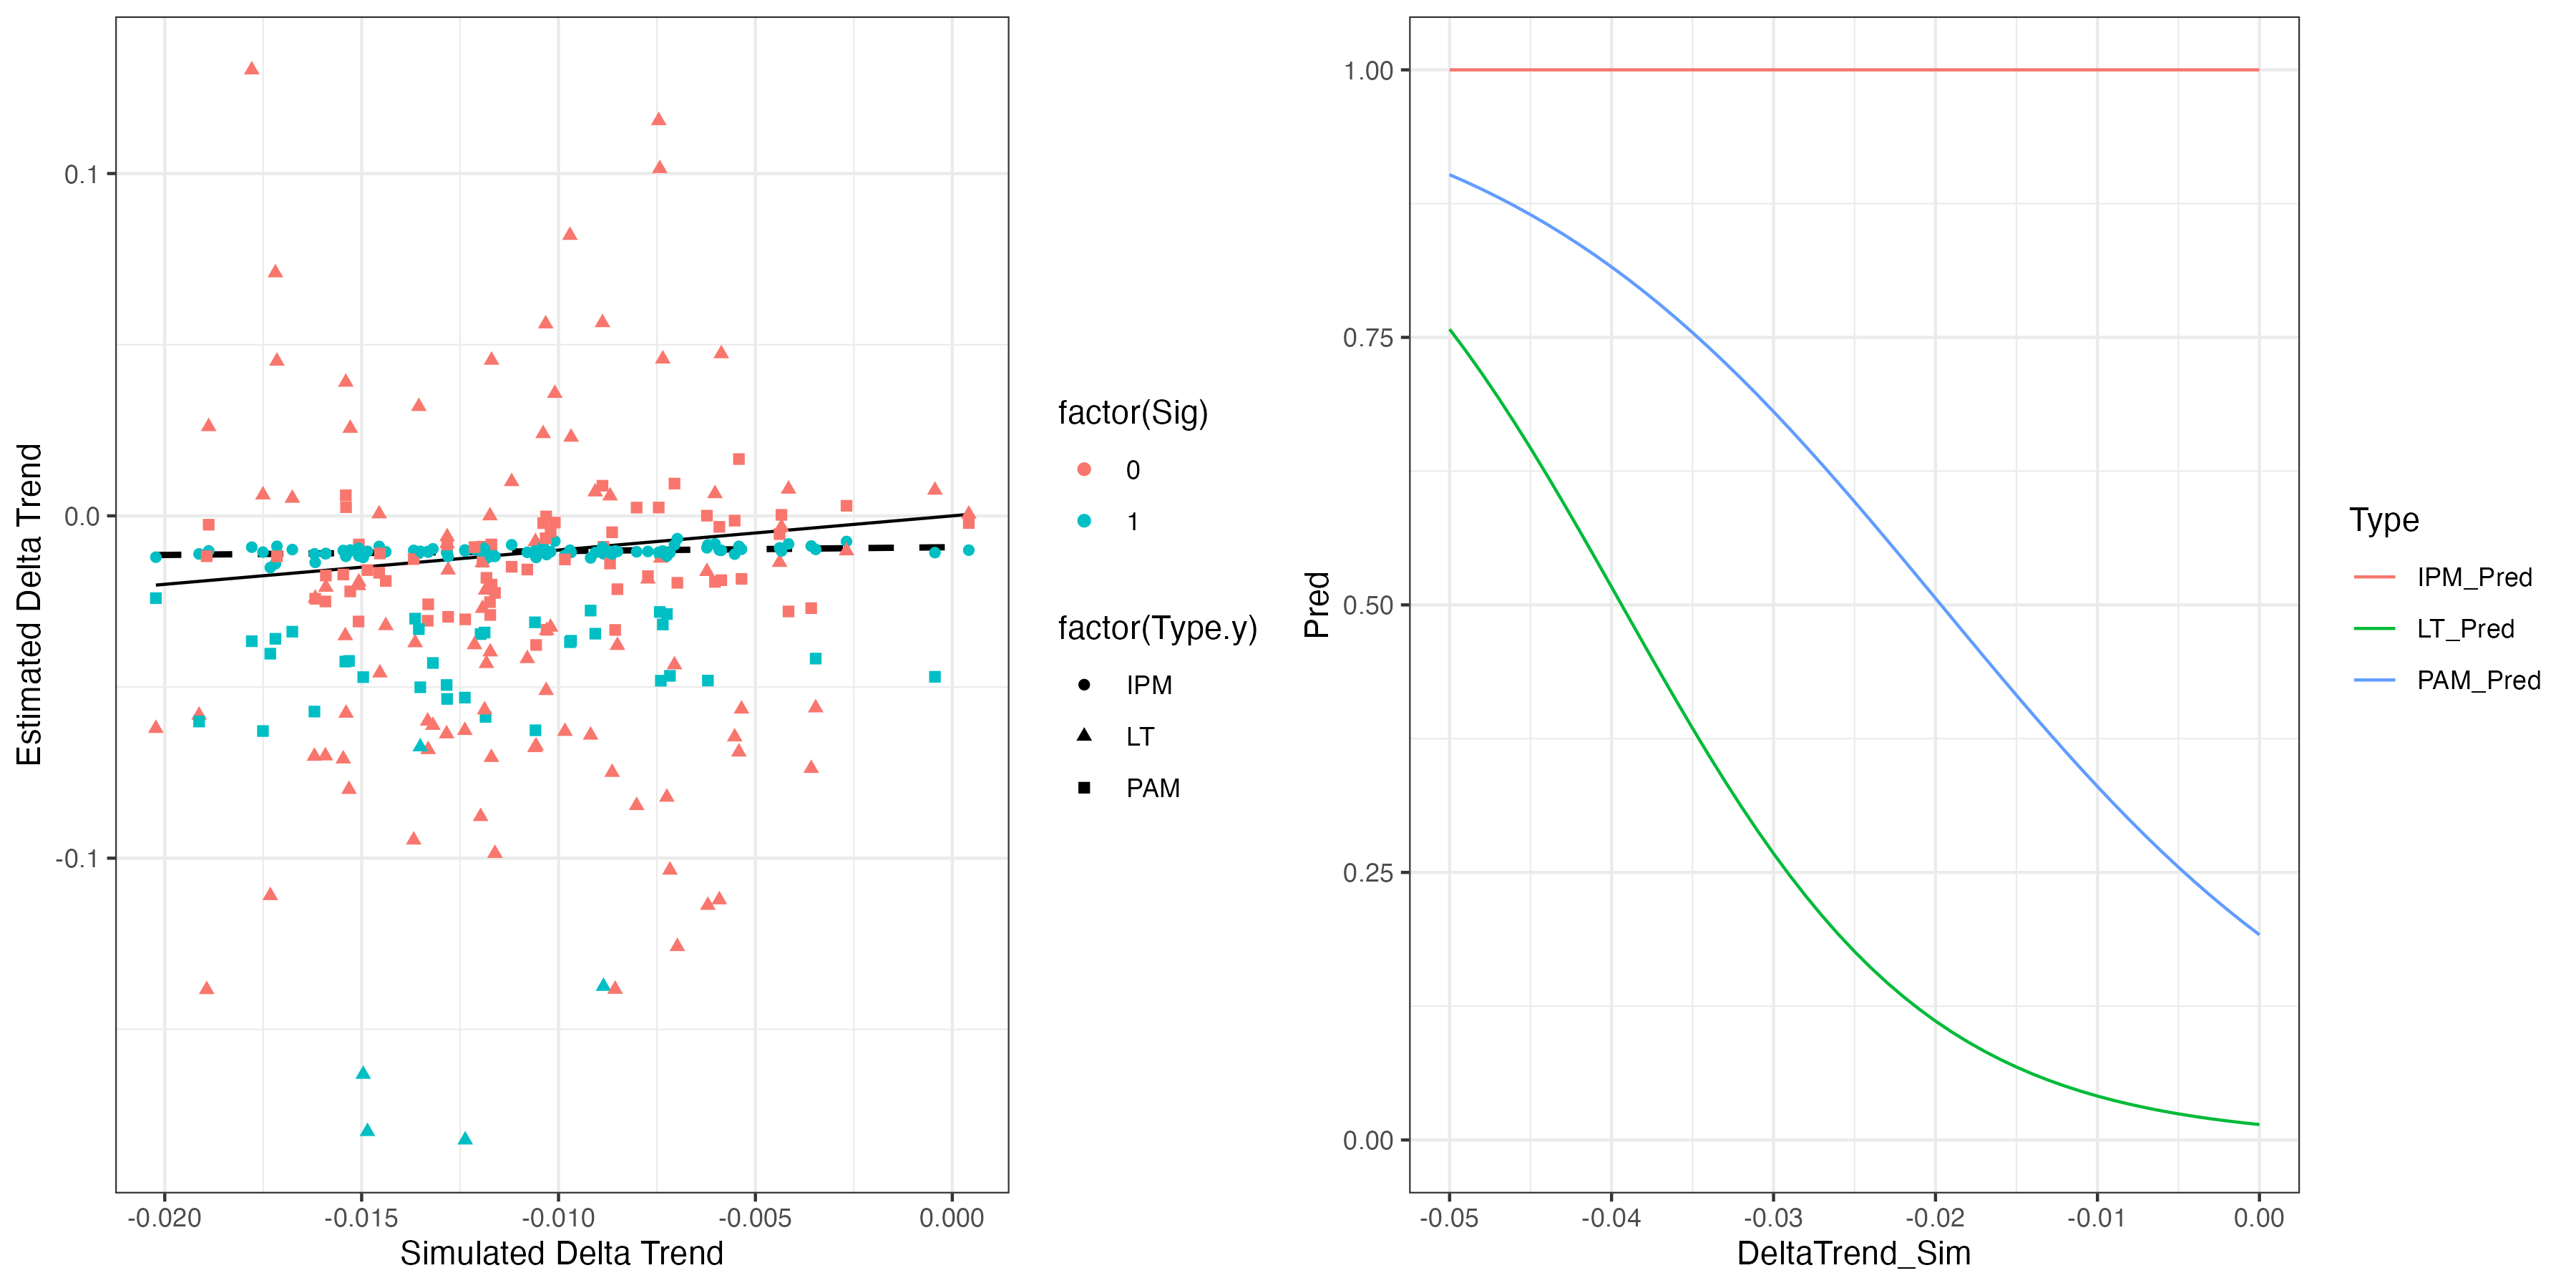 0.1
0.0
-0.1
-0.020
-0.015
-0.010
-0.005
0.000
Simulated Delta Trend
Estimated Delta Trend
factor(Sig)
0
1
factor(Type.y)
IPM
LT
PAM
1.00
0.75
0.50
0.25
0.00
-0.05
-0.04
-0.03
-0.02
-0.01
0.00
DeltaTrend_Sim
Pred
Type
IPM_Pred
LT_Pred
PAM_Pred